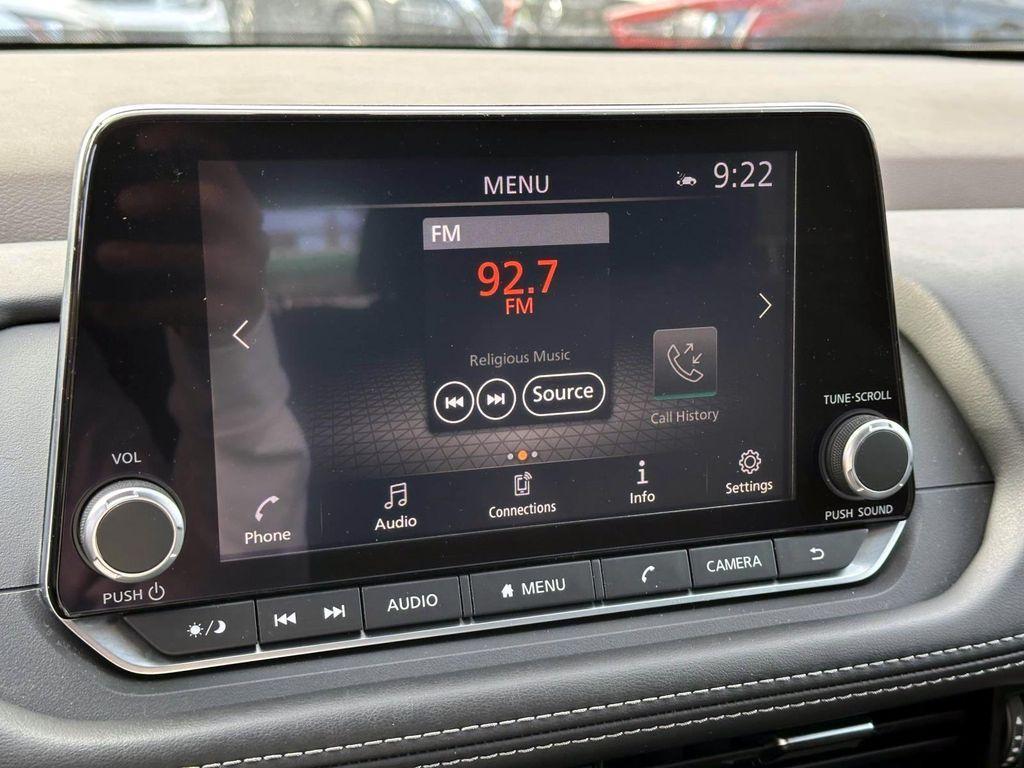 MENU
9:22
FM
92.7
FM
Religious Music
Source
Call History
Phone
Audio
Connections
Info
Settings
VOL
PUSH
TUNE·SCROLL
PUSH SOUND
AUDIO
MENU
CAMERA